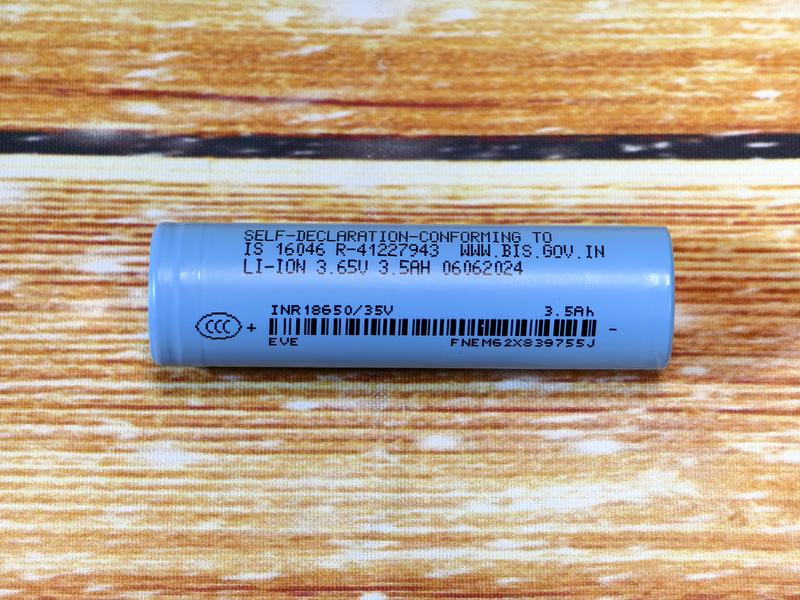 SELF-DECLARATION-CONFORMING TO
IS 16046 R-41227943 WWW.BIS.GOV.IN
LI-ION 3.65V 3.5AH 06062024
INR18650/35V 3.5Ah
CCC + -
EVE FNEM62X839755J